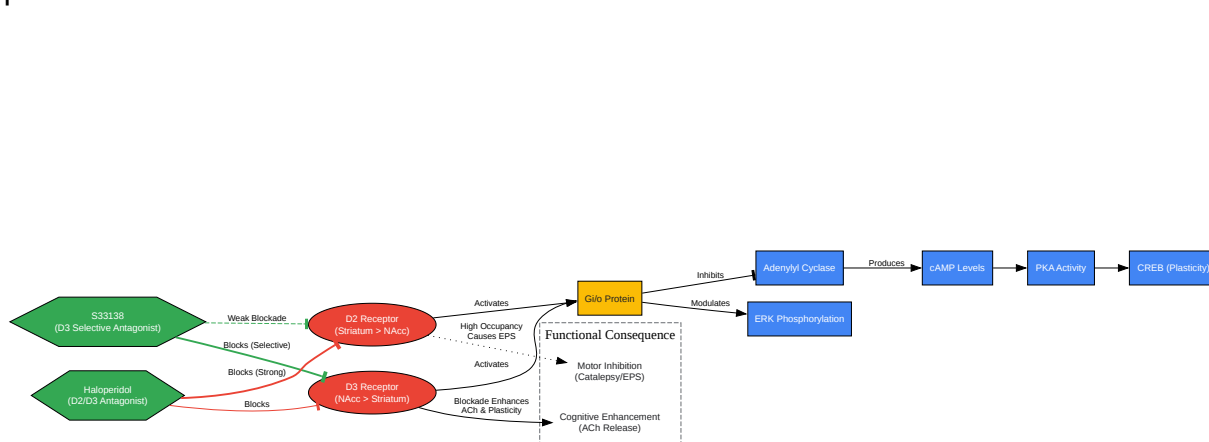 S33138
(D3 Selective Antagonist)
Haloperidol
(D2/D3 Antagonist)
Weak Blockade
Blocks (Selective)
Blocks (Strong)
Blocks
D2 Receptor
(Striatum > NAcc)
D3 Receptor
(NAcc > Striatum)
Activates
High Occupancy
Causes EPS
Activates
Blockade Enhances
ACh & Plasticity
Functional Consequence
Motor Inhibition
(Catalepsy/EPS)
Cognitive Enhancement
(ACh Release)
Gi/o Protein
Inhibits
Modulates
Adenylyl Cyclase
ERK Phosphorylation
Produces
cAMP Levels
PKA Activity
CREB (Plasticity)